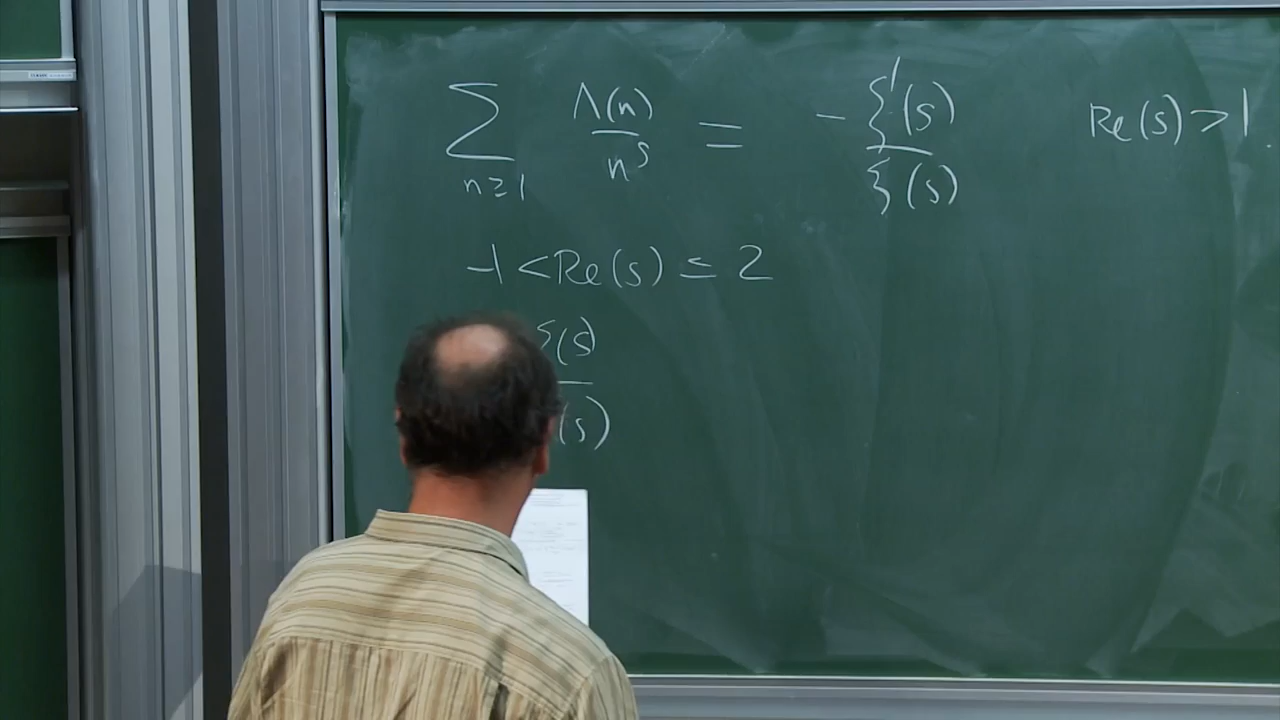 ∑_{n≥1} Λ(n)/n^s = - ξ'(s)/ξ(s) Re(s) > 1.
-1 < Re(s) ≤ 2
ξ(s)
(s)